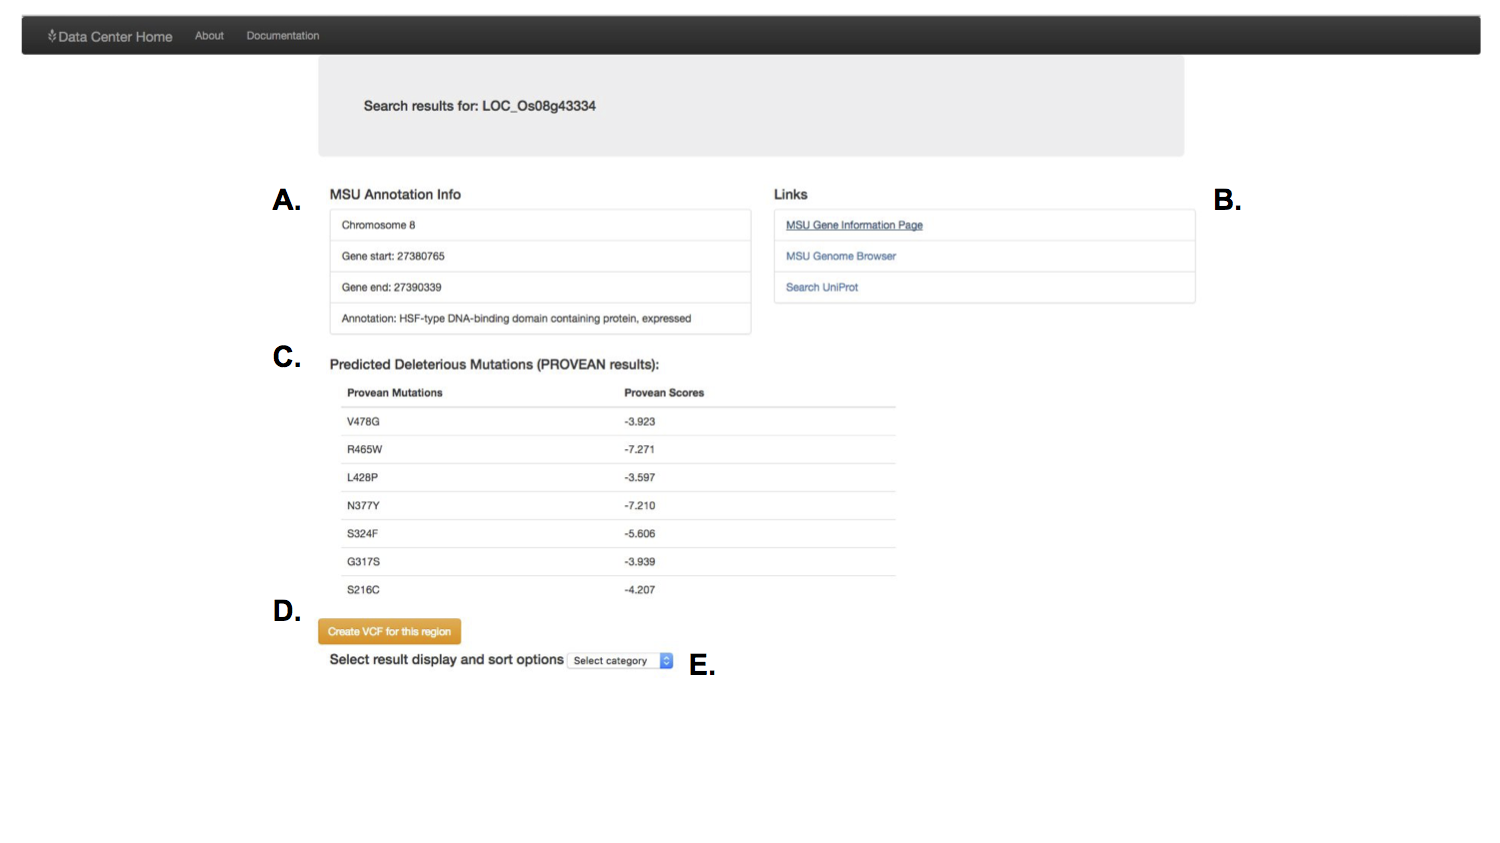 Data Center Home About Documentation
Search results for: LOC_Os08g43334
A.
MSU Annotation Info
Chromosome 8
Gene start: 27380765
Gene end: 27390339
Annotation: HSF-type DNA-binding domain containing protein, expressed
Links
MSU Gene Information Page
MSU Genome Browser
Search UniProt
B.
C.
Predicted Deleterious Mutations (PROVEAN results):
Provean Mutations Provean Scores
V478G -3.923
R465W -7.271
L428P -3.597
N377Y -7.210
S324F -5.606
G317S -3.939
S216C -4.207
D.
Create VCF for this region
Select result display and sort options Select category
E.